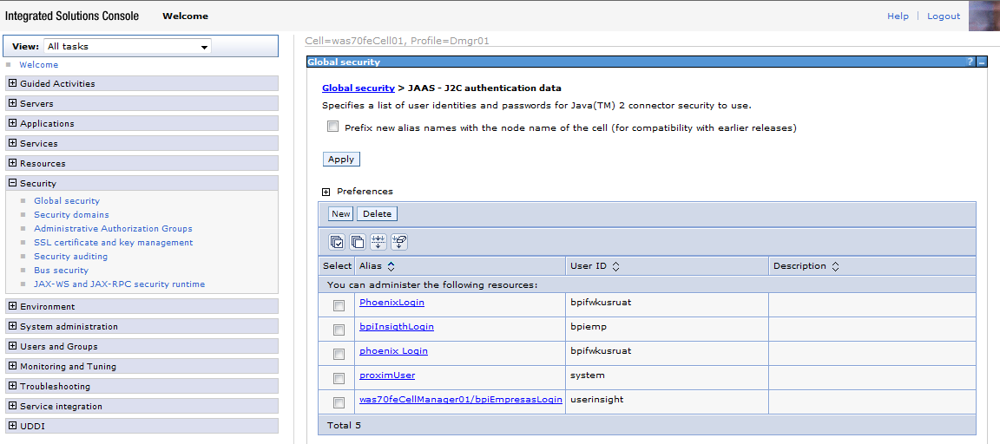 Integrated Solutions Console
Welcome
Help | Logout
View: All tasks
Welcome
Guided Activities
Servers
Applications
Services
Resources
Security
Global security
Security domains
Administrative Authorization Groups
SSL certificate and key management
Security auditing
Bus security
JAX-WS and JAX-RPC security runtime
Environment
System administration
Users and Groups
Monitoring and Tuning
Troubleshooting
Service integration
UDDI
Cell=was70feCell01, Profile=Dmgr01
Global security
? _
Global security > JAAS - J2C authentication data
Specifies a list of user identities and passwords for Java(TM) 2 connector security to use.
Prefix new alias names with the node name of the cell (for compatibility with earlier releases)
Apply
Preferences
New Delete
Select Alias User ID Description
You can administer the following resources:
PhoenixLogin bpifwkusruat
bpiInsigthLogin bpiemp
phoenix Login bpifwkusruat
proximUser system
was70feCellManager01/bpiEmpresasLogin userinsight
Total 5